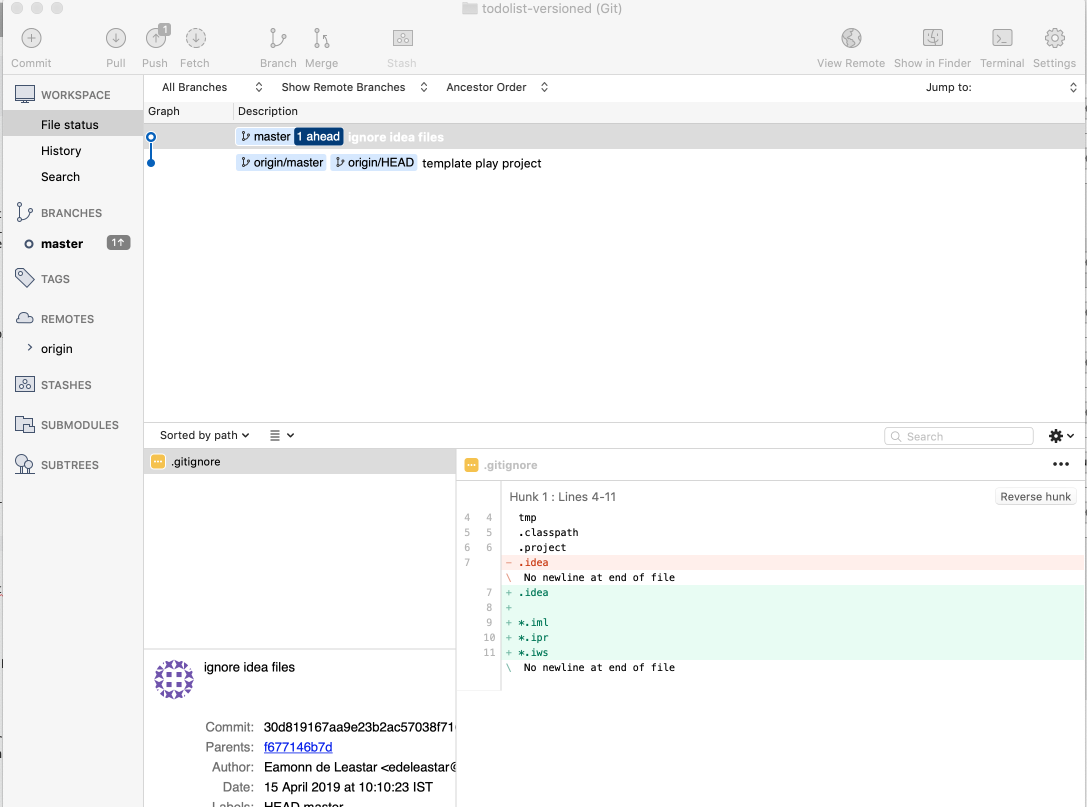 todolist-versioned (Git)
1
Commit Pull Push Fetch Branch Merge Stash View Remote Show in Finder Terminal Settings
WORKSPACE
File status
History
Search
BRANCHES
master 1↑
TAGS
REMOTES
origin
STASHES
SUBMODULES
SUBTREES
All Branches Show Remote Branches Ancestor Order Jump to:
Graph Description
master 1 ahead ignore idea files
origin/master origin/HEAD template play project
Sorted by path Search
.gitignore
.gitignore
Hunk 1 : Lines 4-11 Reverse hunk
4 4 tmp
5 5 .classpath
6 6 .project
7 - .idea
\ No newline at end of file
7 + .idea
8 +
9 + *.iml
10 + *.ipr
11 + *.iws
\ No newline at end of file
ignore idea files
Commit: 30d819167aa9e23b2ac57038f71
Parents: f677146b7d
Author: Eamonn de Leastar <edeleastar@
Date: 15 April 2019 at 10:10:23 IST
Labels: HEAD master